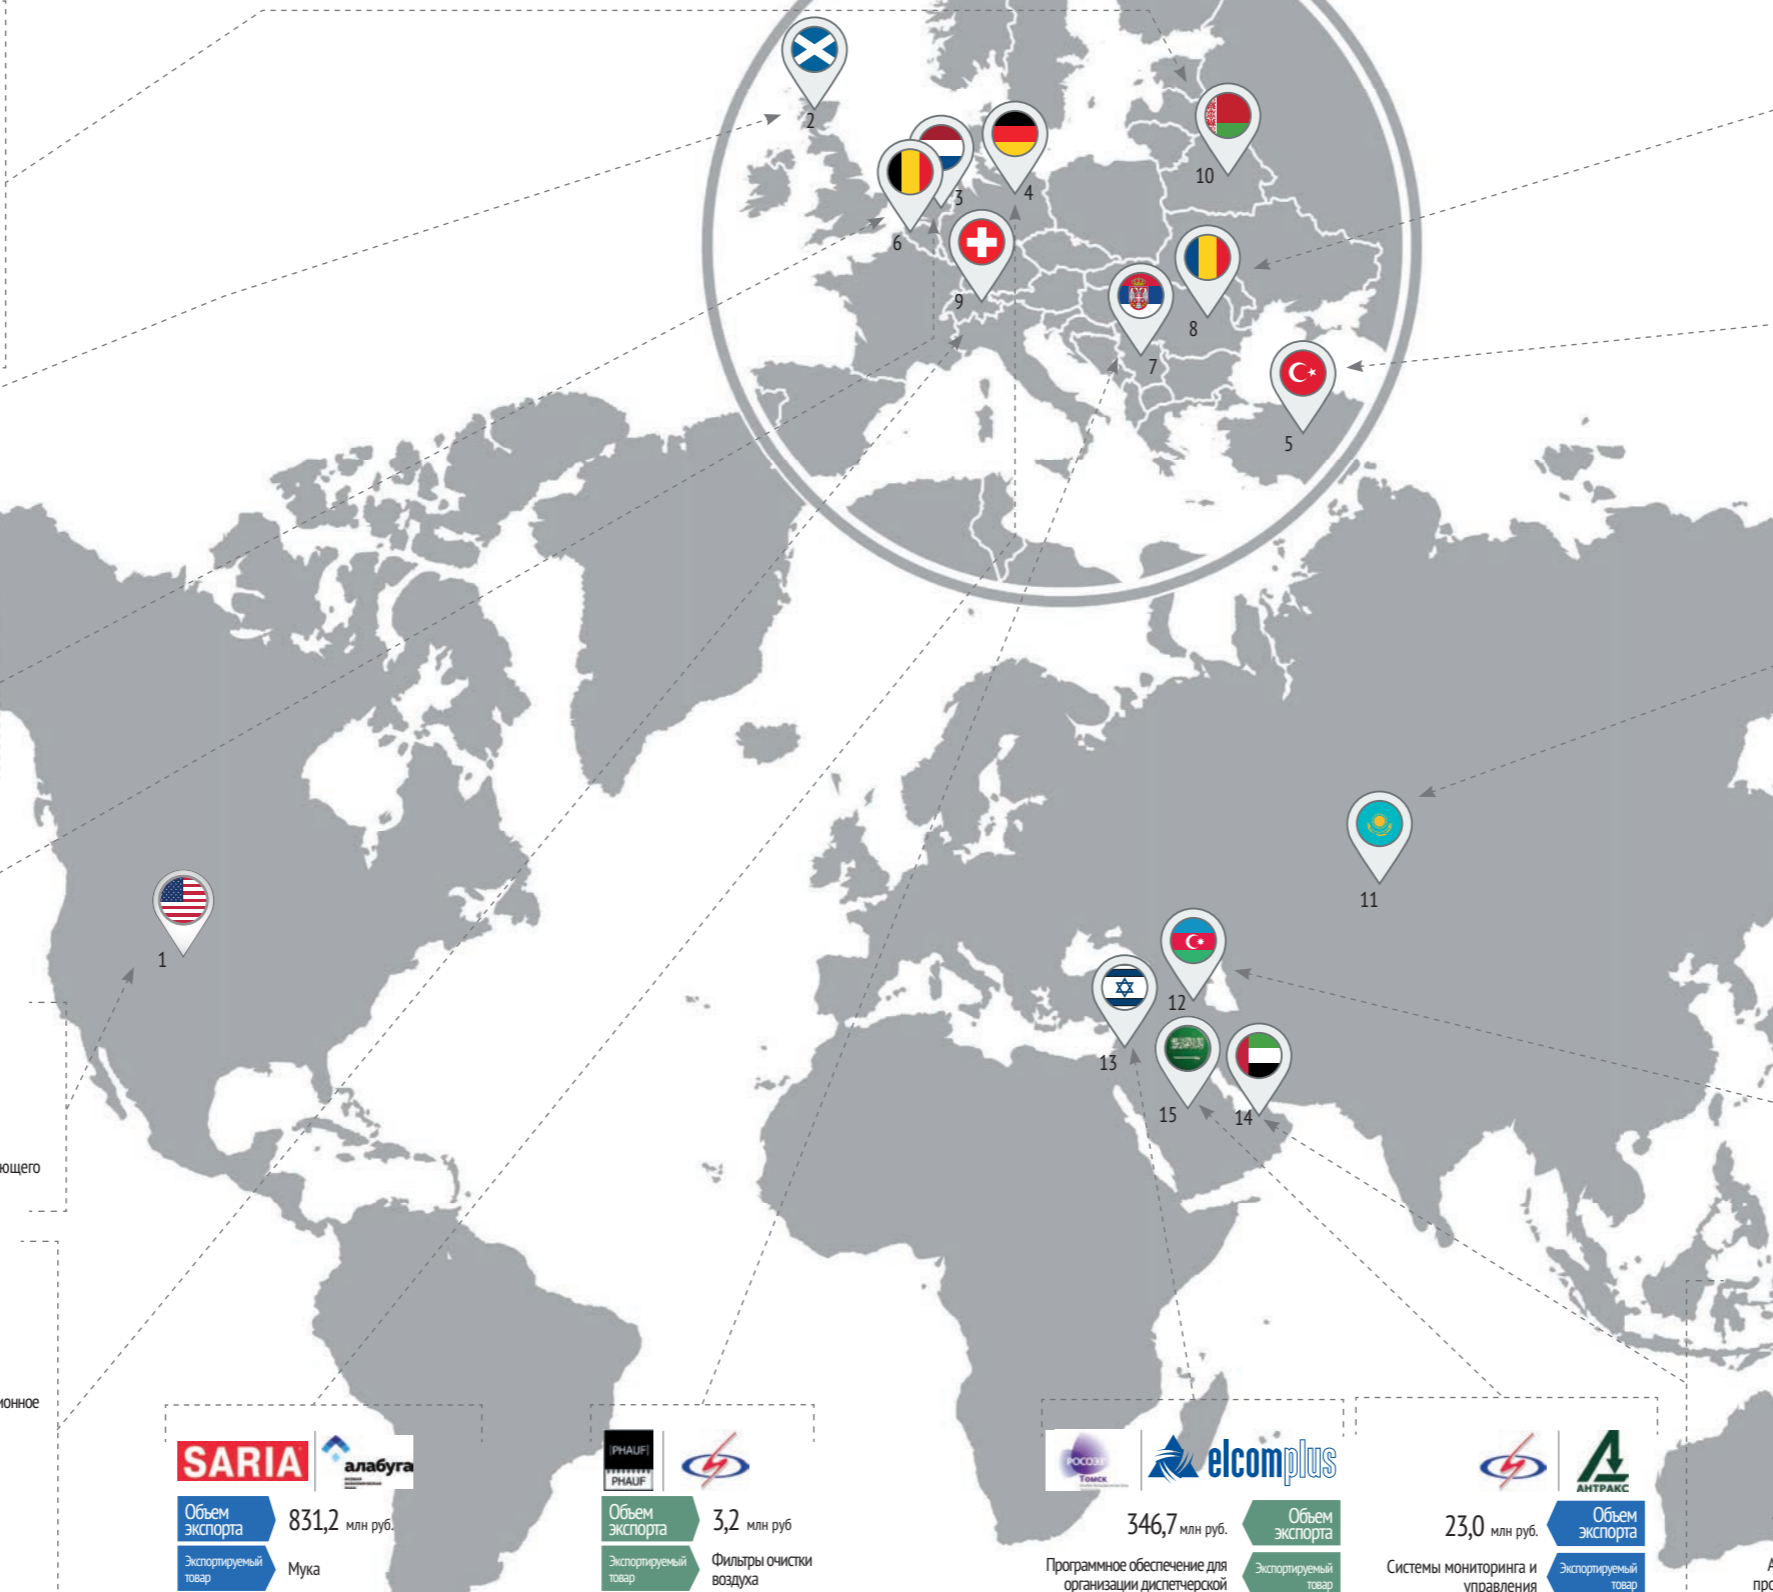 2
3
4
6
9
10
8
7
5
11
1
12
13
15
14
ющего
ионное
SARIA
алабуга
Объем
экспорта
831,2 млн руб.
Экспортируемый
товар
Мука
PHAUF
PHAUF
Объем
экспорта
3,2 млн руб
Экспортируемый
товар
Фильтры очистки
воздуха
РОСОЭЗ
Томск
elcomplus
346,7 млн руб.
Объем
экспорта
Программное обеспечение для
организации диспетчерской
Экспортируемый
товар
АНТРАКС
23,0 млн руб.
Объем
экспорта
Системы мониторинга и
управления
Экспортируемый
товар
А
про